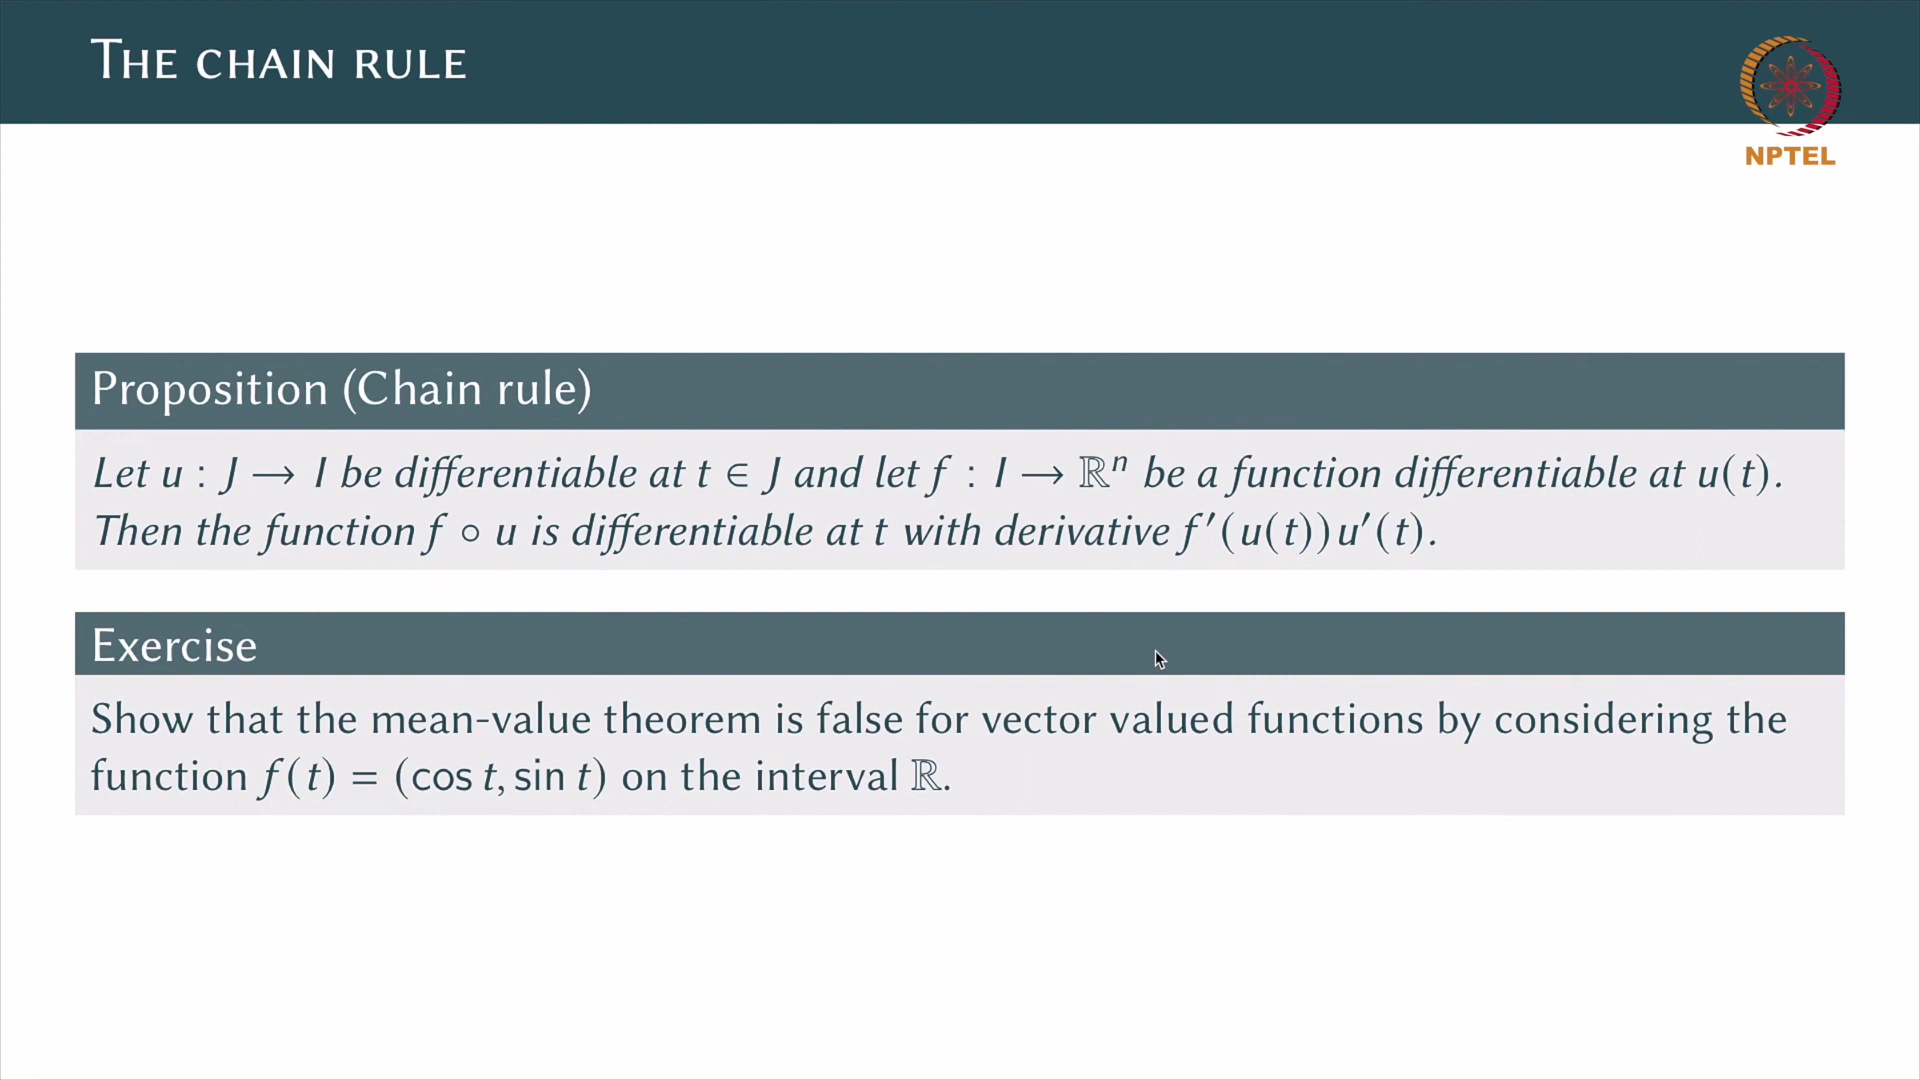 THE CHAIN RULE
NPTEL
Proposition (Chain rule)
Let u : J → I be differentiable at t ∈ J and let f : I → ℝⁿ be a function differentiable at u(t).
Then the function f ∘ u is differentiable at t with derivative f′(u(t))u′(t).
Exercise
Show that the mean-value theorem is false for vector valued functions by considering the
function f(t) = (cos t, sin t) on the interval ℝ.